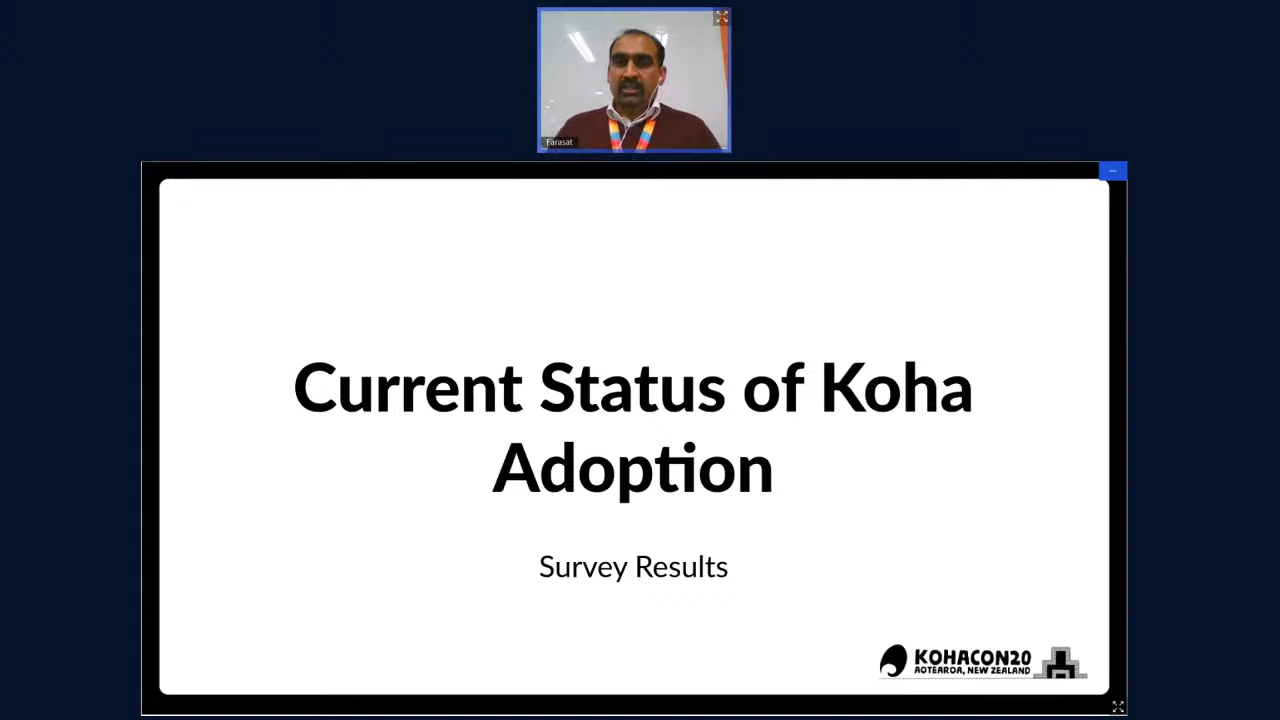 Farasat
Current Status of Koha
Adoption
Survey Results
KOHACON20
AOTEAROA, NEW ZEALAND